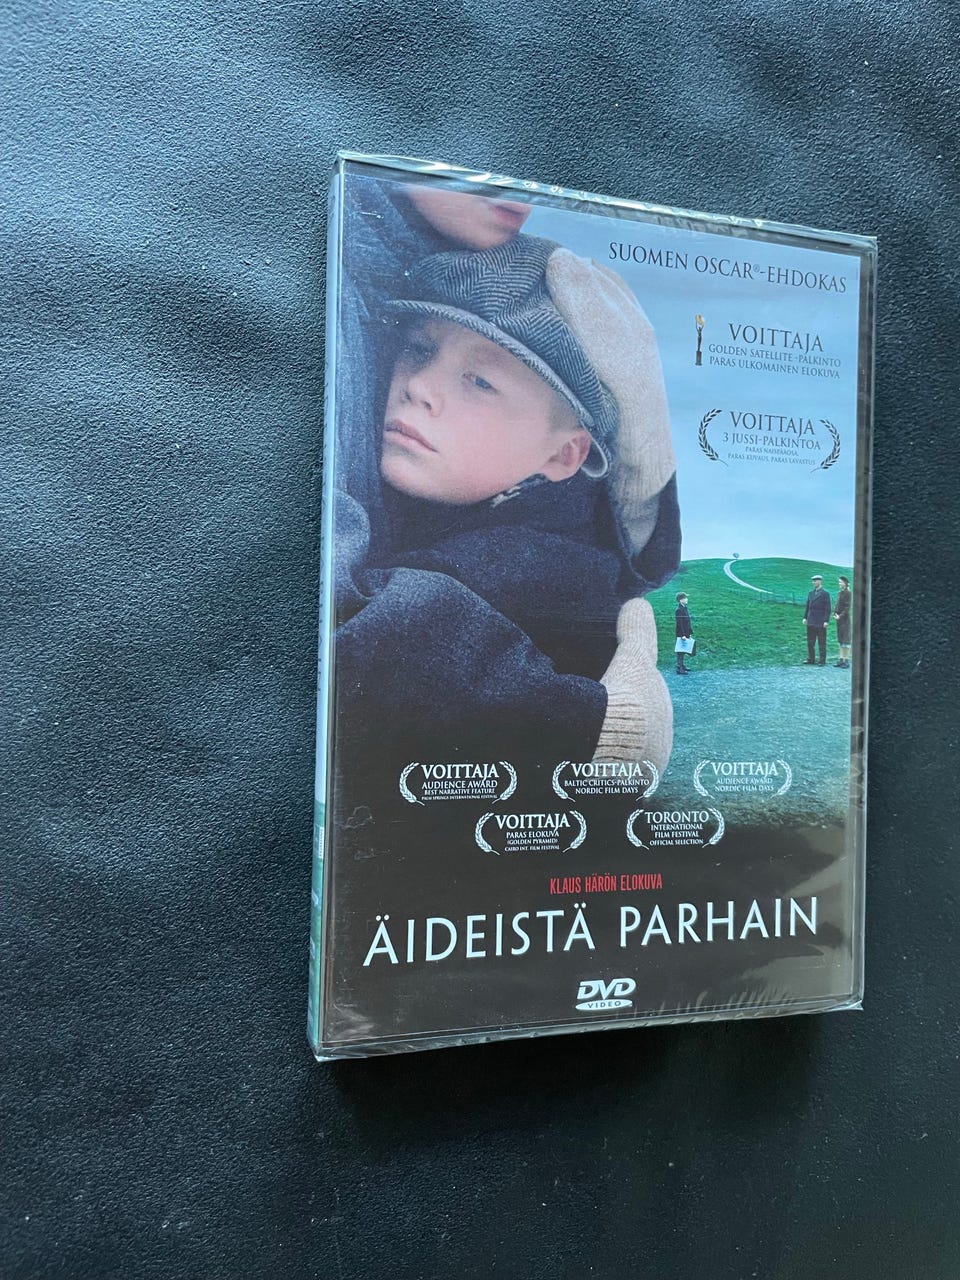 SUOMEN OSCAR®-EHDOKAS
VOITTAJA
GOLDEN SATELLITE -PALKINTO
PARAS ULKOMAINEN ELOKUVA
VOITTAJA
3 JUSSI-PALKINTOA
PARAS NAISPÄÄOSA,
PARAS KUVAUS, PARAS LAVASTUS
VOITTAJA
AUDIENCE AWARD
BEST NARRATIVE FEATURE
PALM SPRINGS INTERNATIONAL FESTIVAL
VOITTAJA
BALTIC CRITICS-PALKINTO
NORDIC FILM DAYS
VOITTAJA
AUDIENCE AWARD
NORDIC FILM DAYS
VOITTAJA
PARAS ELOKUVA
(GOLDEN PYRAMID)
CAIRO INT. FILM FESTIVAL
TORONTO
INTERNATIONAL
FILM FESTIVAL
OFFICIAL SELECTION
KLAUS HÄRÖN ELOKUVA
ÄIDEISTÄ PARHAIN
DVD
VIDEO